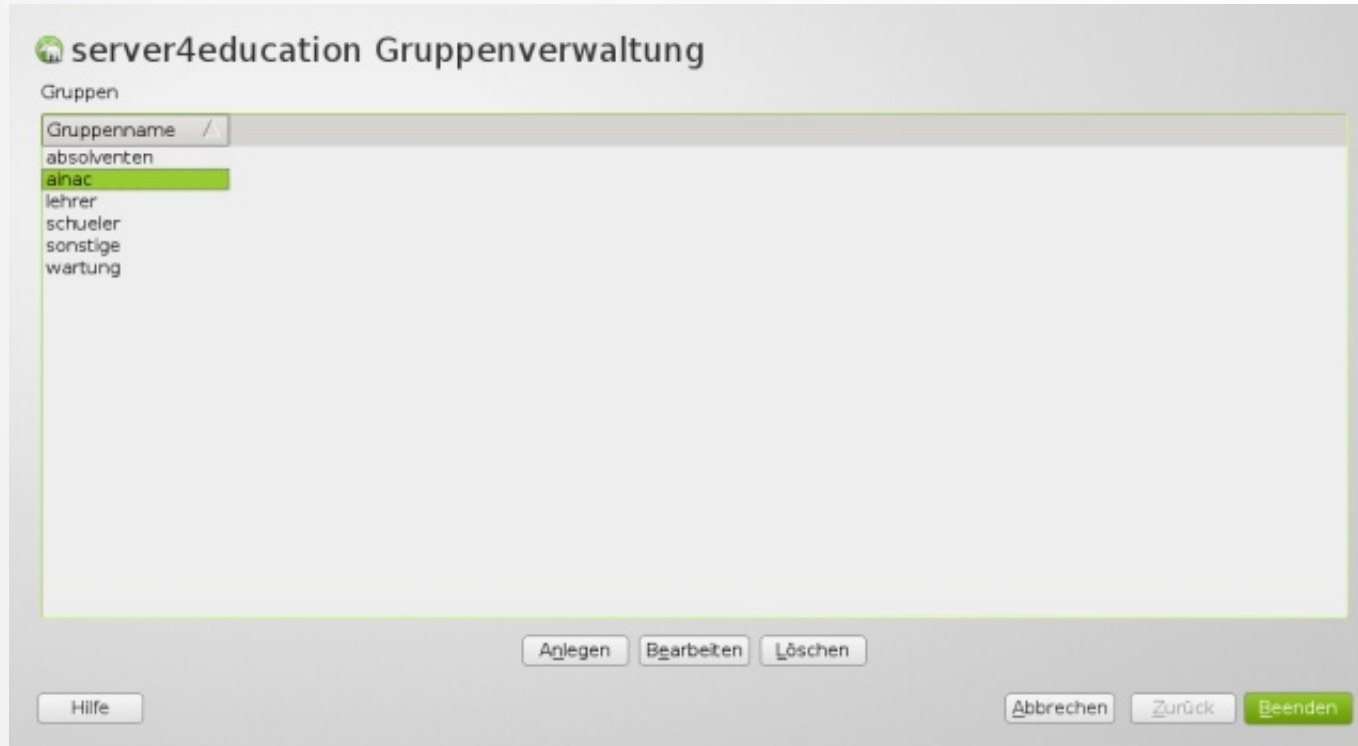 server4education Gruppenverwaltung
Gruppen
Gruppenname
absolventen
ainac
lehrer
schueler
sonstige
wartung
Anlegen Bearbeiten Löschen
Hilfe Abbrechen Zurück Beenden